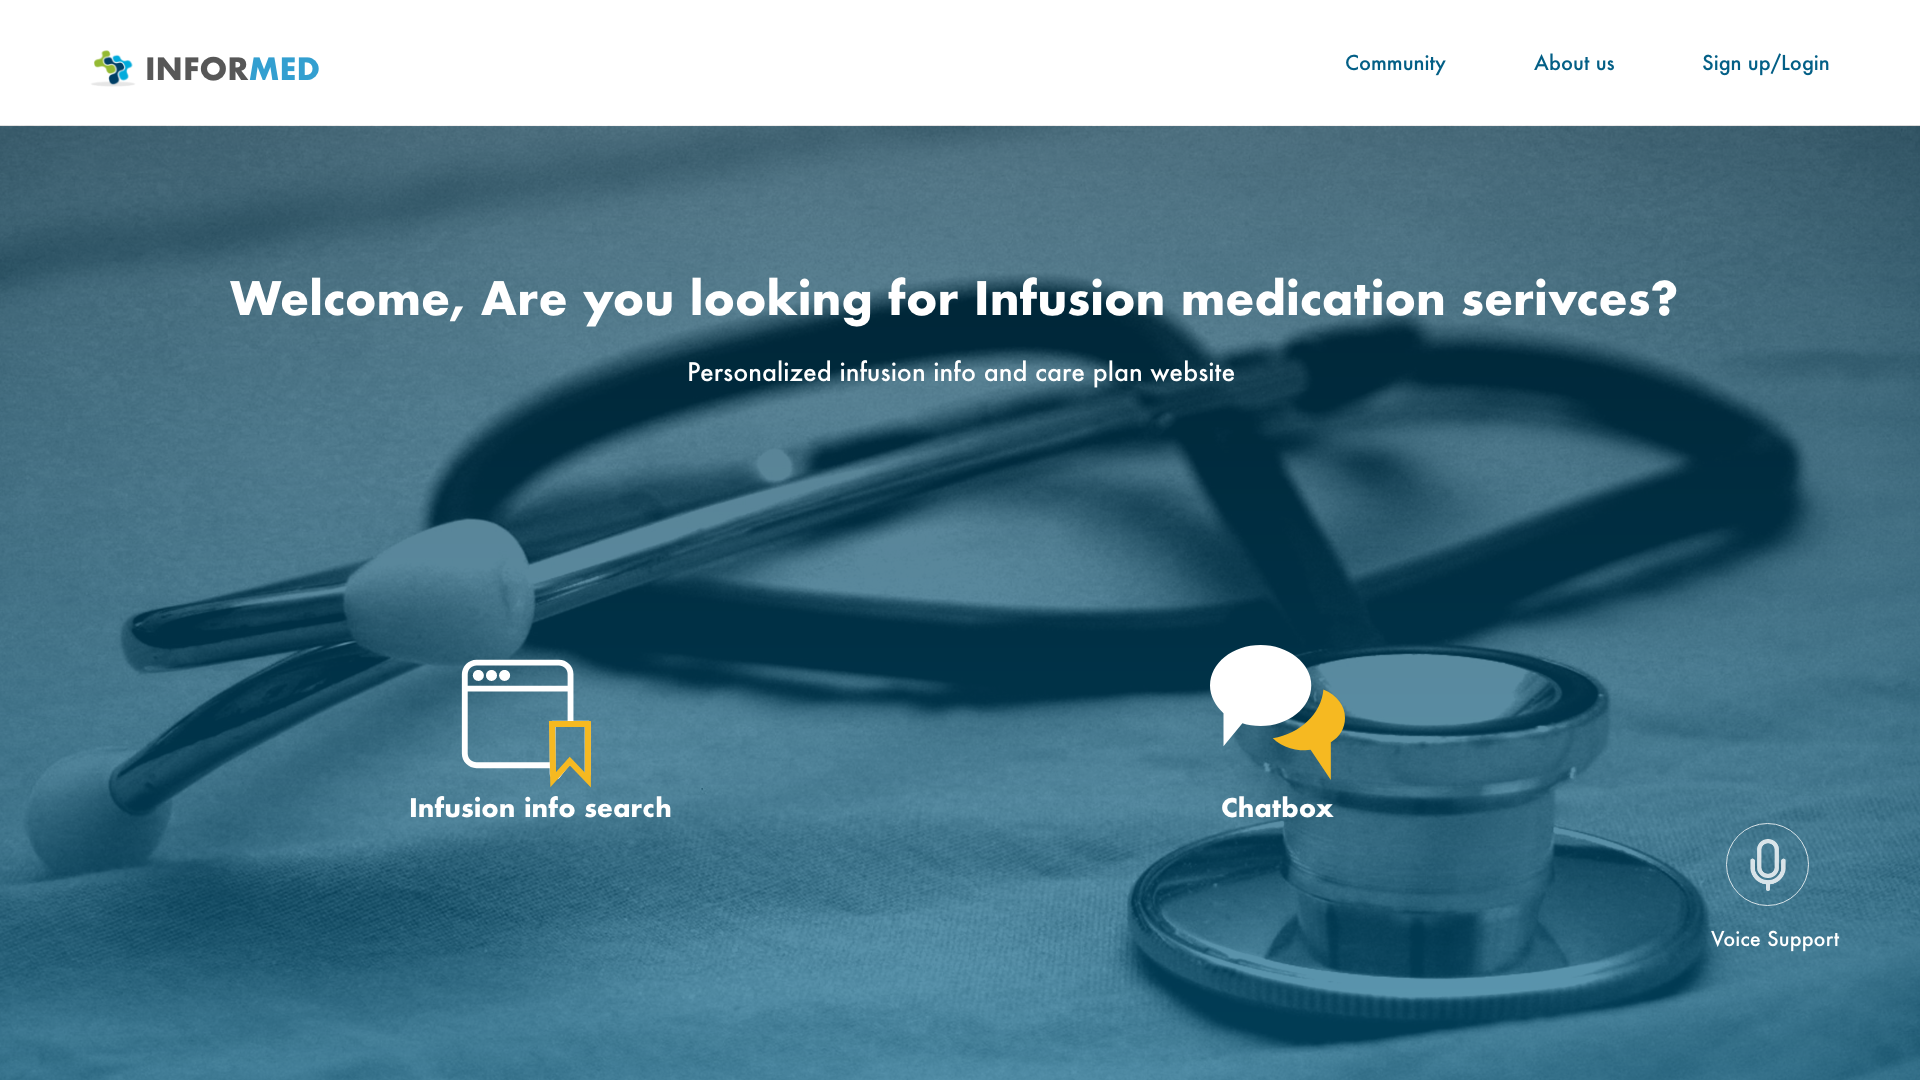 INFORMED
Community
About us
Sign up/Login
Welcome, Are you looking for Infusion medication serivces?
Personalized infusion info and care plan website
Infusion info search
Chatbox
Voice Support